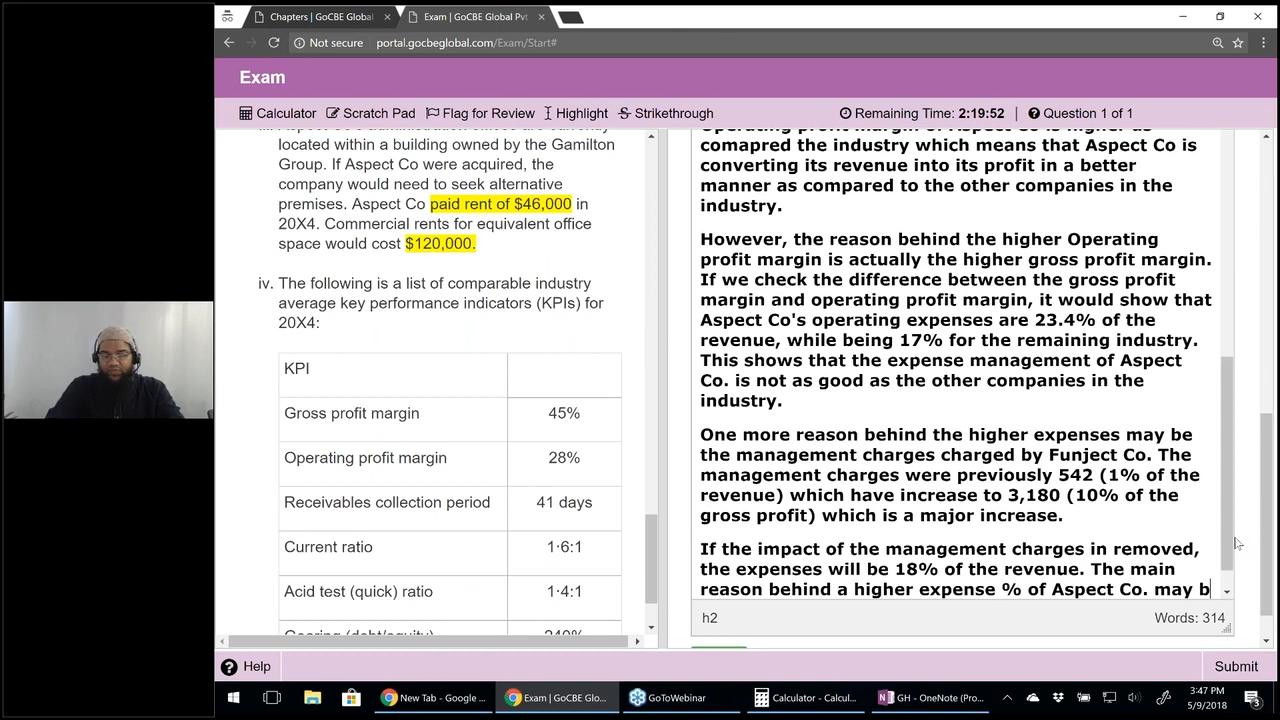 Chapters | GoCBE Global
Exam | GoCBE Global Pvt
Not secure
portal.gocbeglobal.com/Exam/Start#
Exam
Calculator
Scratch Pad
Flag for Review
Highlight
Strikethrough
Remaining Time: 2:19:52
Question 1 of 1
located within a building owned by the Gamilton
Group. If Aspect Co were acquired, the
company would need to seek alternative
premises. Aspect Co paid rent of $46,000 in
20X4. Commercial rents for equivalent office
space would cost $120,000.
iv. The following is a list of comparable industry
average key performance indicators (KPIs) for
20X4:
KPI
Gross profit margin 45%
Operating profit margin 28%
Receivables collection period 41 days
Current ratio 1·6:1
Acid test (quick) ratio 1·4:1
Gearing (debt/equity) 240%
Operating profit margin of Aspect Co is higher as
comapred the industry which means that Aspect Co is
converting its revenue into its profit in a better
manner as compared to the other companies in the
industry.
However, the reason behind the higher Operating
profit margin is actually the higher gross profit margin.
If we check the difference between the gross profit
margin and operating profit margin, it would show that
Aspect Co's operating expenses are 23.4% of the
revenue, while being 17% for the remaining industry.
This shows that the expense management of Aspect
Co. is not as good as the other companies in the
industry.
One more reason behind the higher expenses may be
the management charges charged by Funject Co. The
management charges were previously 542 (1% of the
revenue) which have increase to 3,180 (10% of the
gross profit) which is a major increase.
If the impact of the management charges in removed,
the expenses will be 18% of the revenue. The main
reason behind a higher expense % of Aspect Co. may b
h2
Words: 314
Help
Submit
New Tab - Google ...
Exam | GoCBE Glo...
GoToWebinar
Calculator - Calcul...
GH - OneNote (Pro...
3:47 PM
5/9/2018
3